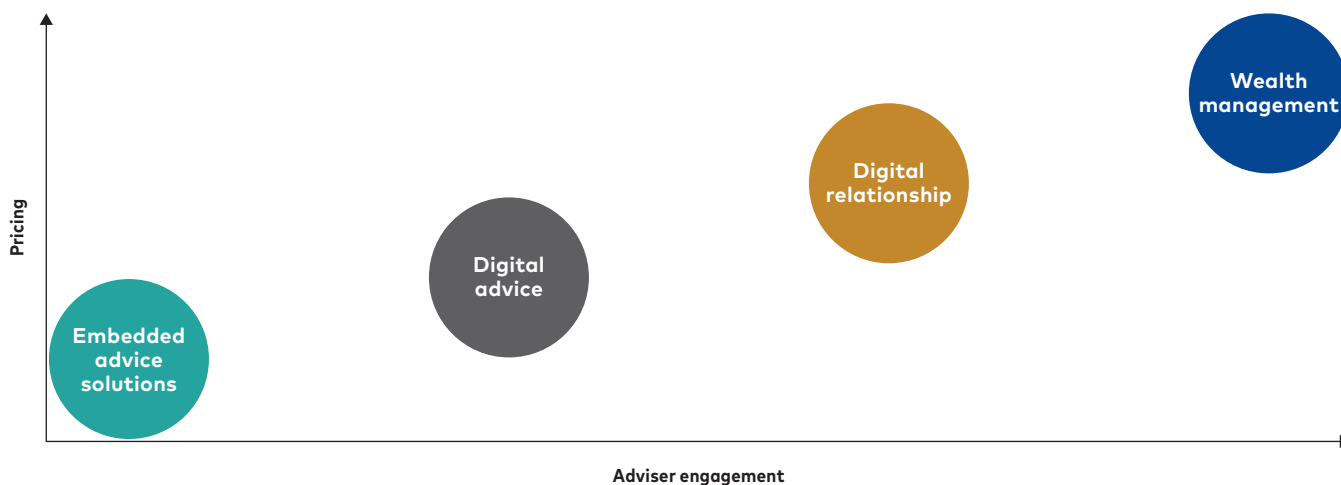 Wealth
management
Digital
relationship
Pricing
Digital
advice
Embedded
advice
solutions
Adviser engagement